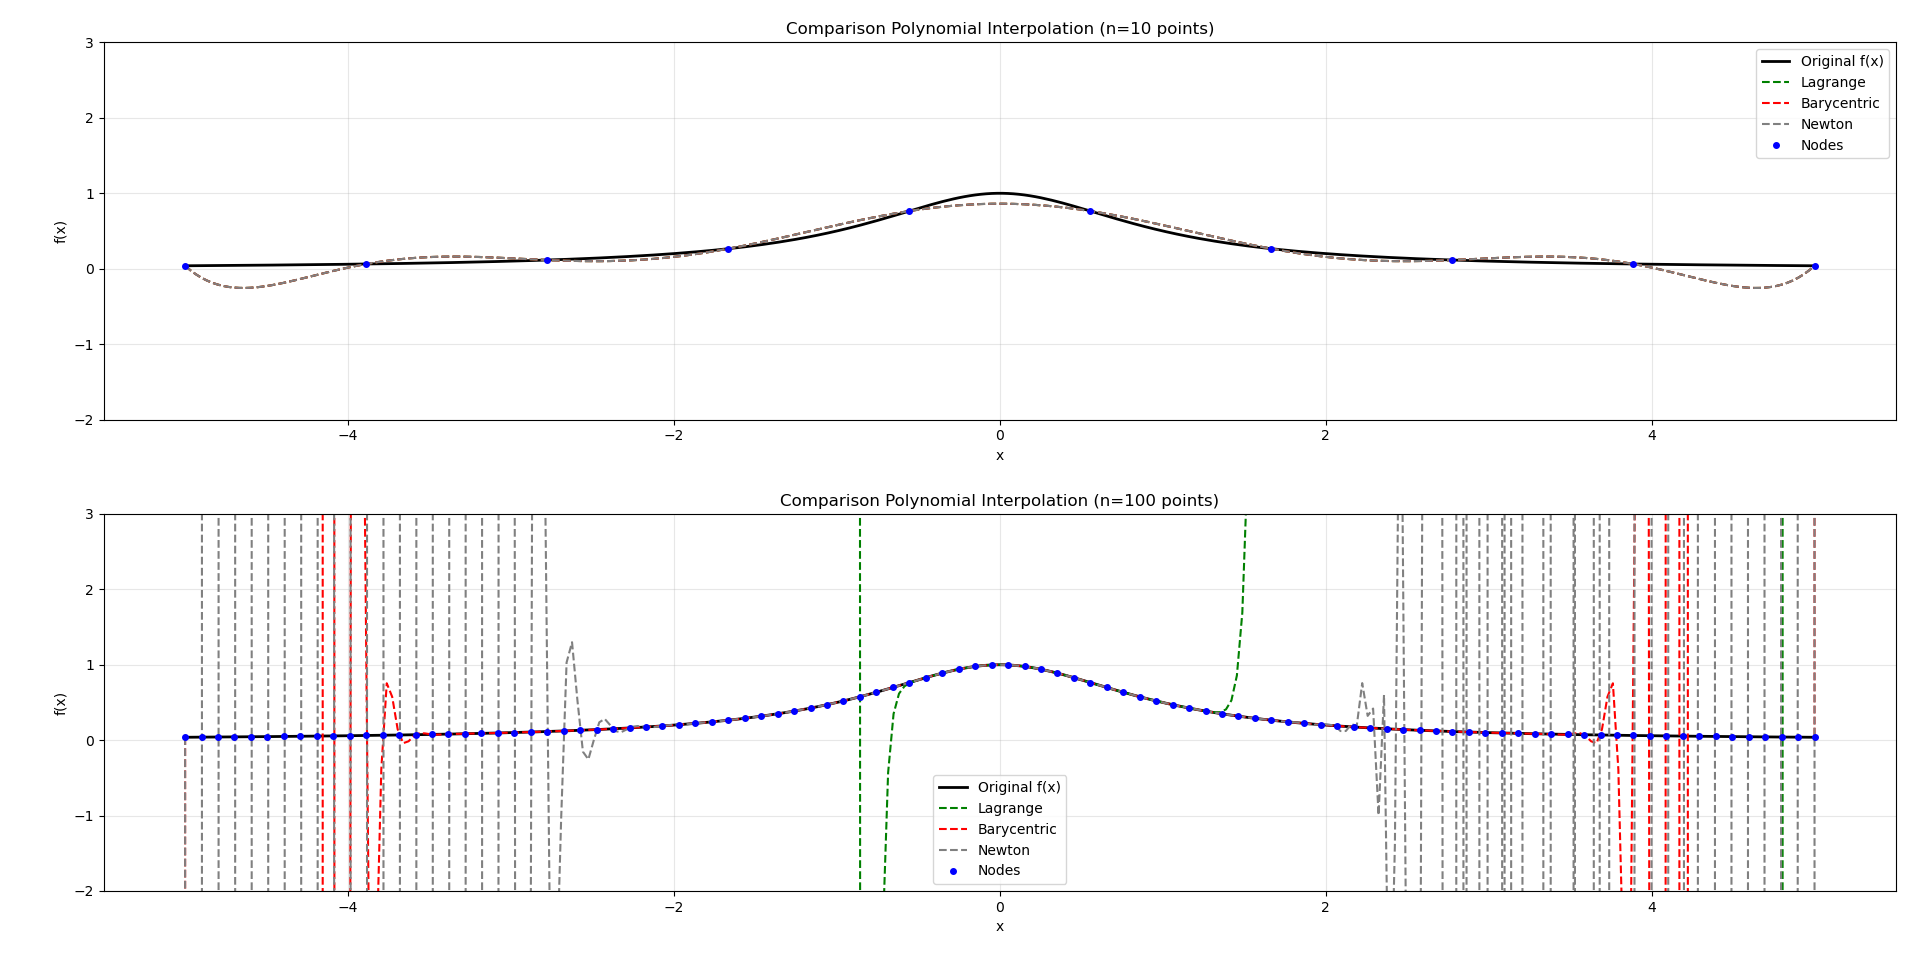 Comparison Polynomial Interpolation (n=10 points)
3
2
1
0
−1
−2
f(x)
−4
−2
0
2
4
x
Original f(x)
Lagrange
Barycentric
Newton
Nodes
Comparison Polynomial Interpolation (n=100 points)
3
2
1
0
−1
−2
f(x)
−4
−2
0
2
4
x
Original f(x)
Lagrange
Barycentric
Newton
Nodes